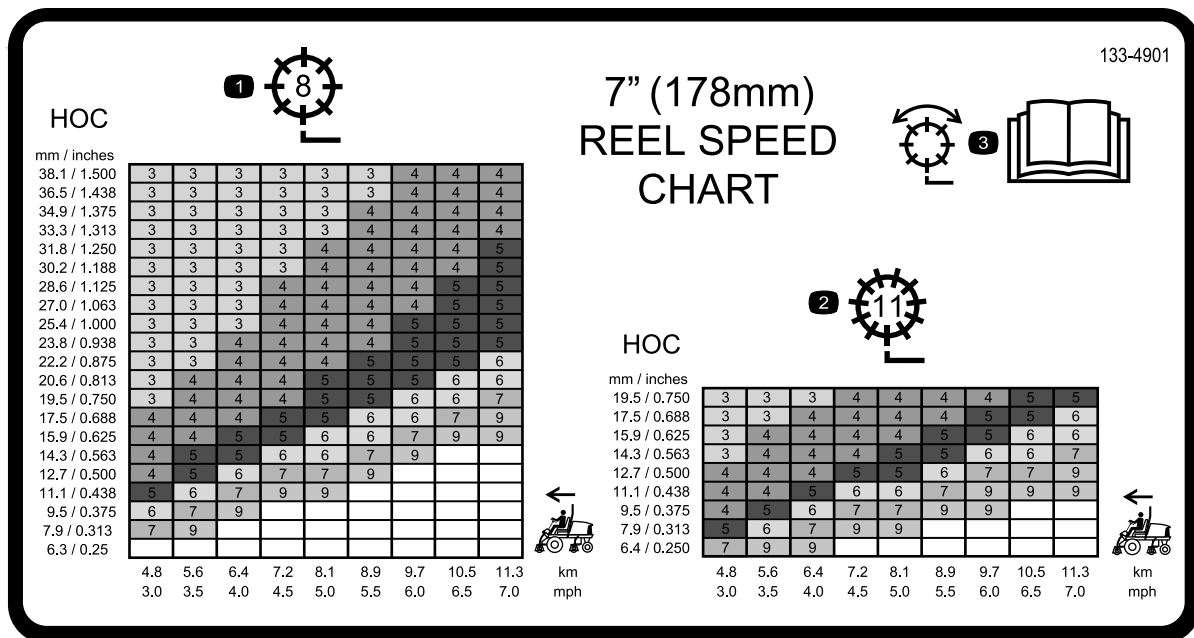 133-4901
7” (178mm)
REEL SPEED
CHART
3
1
8
HOC
mm / inches
38.1 / 1.500 3 3 3 3 3 3 4 4 4
36.5 / 1.438 3 3 3 3 3 3 4 4 4
34.9 / 1.375 3 3 3 3 3 4 4 4 4
33.3 / 1.313 3 3 3 3 3 4 4 4 4
31.8 / 1.250 3 3 3 3 4 4 4 4 5
30.2 / 1.188 3 3 3 3 4 4 4 4 5
28.6 / 1.125 3 3 3 4 4 4 4 5 5
27.0 / 1.063 3 3 3 4 4 4 4 5 5
25.4 / 1.000 3 3 3 4 4 4 5 5 5
23.8 / 0.938 3 3 4 4 4 4 5 5 5
22.2 / 0.875 3 3 4 4 4 5 5 5 6
20.6 / 0.813 3 4 4 4 5 5 5 6 6
19.5 / 0.750 3 4 4 4 5 5 6 6 7
17.5 / 0.688 4 4 4 5 5 6 6 7 9
15.9 / 0.625 4 4 5 5 6 6 7 9 9
14.3 / 0.563 4 5 5 6 6 7 9
12.7 / 0.500 4 5 6 7 7 9
11.1 / 0.438 5 6 7 9 9
9.5 / 0.375 6 7 9
7.9 / 0.313 7 9
6.3 / 0.25
4.8 5.6 6.4 7.2 8.1 8.9 9.7 10.5 11.3 km
3.0 3.5 4.0 4.5 5.0 5.5 6.0 6.5 7.0 mph
2
11
HOC
mm / inches
19.5 / 0.750 3 3 3 4 4 4 4 5 5
17.5 / 0.688 3 3 4 4 4 4 5 5 6
15.9 / 0.625 3 4 4 4 4 5 5 6 6
14.3 / 0.563 3 4 4 4 5 5 6 6 7
12.7 / 0.500 4 4 4 5 5 6 7 7 9
11.1 / 0.438 4 4 5 6 6 7 9 9 9
9.5 / 0.375 4 5 6 7 7 9 9
7.9 / 0.313 5 6 7 9 9
6.4 / 0.250 7 9 9
4.8 5.6 6.4 7.2 8.1 8.9 9.7 10.5 11.3 km
3.0 3.5 4.0 4.5 5.0 5.5 6.0 6.5 7.0 mph